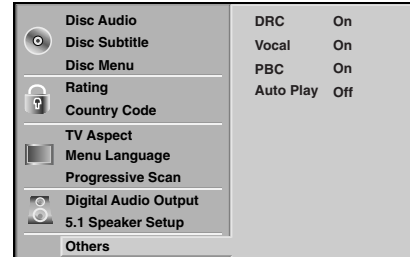 Disc Audio
Disc Subtitle
Disc Menu
Rating
Country Code
TV Aspect
Menu Language
Progressive Scan
Digital Audio Output
5.1 Speaker Setup
Others
DRC On
Vocal On
PBC On
Auto Play Off